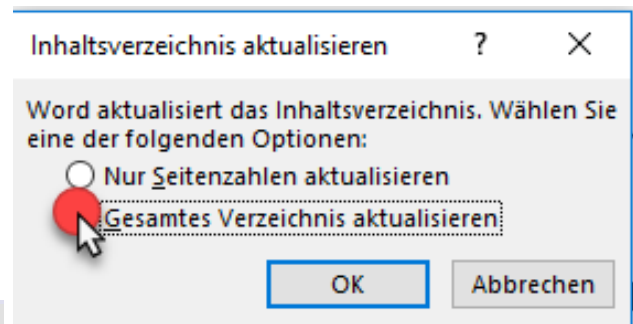 Inhaltsverzeichnis aktualisieren ? ×
Word aktualisiert das Inhaltsverzeichnis. Wählen Sie
eine der folgenden Optionen:
Nur Seitenzahlen aktualisieren
Gesamtes Verzeichnis aktualisieren
OK Abbrechen